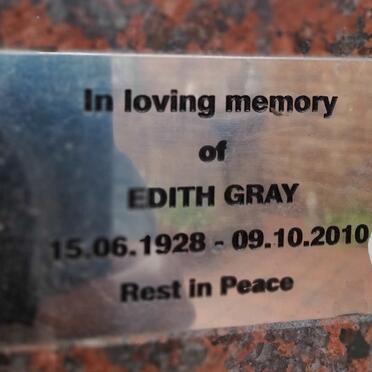 In loving memory
of
EDITH GRAY
15.06.1928 - 09.10.2010
Rest in Peace